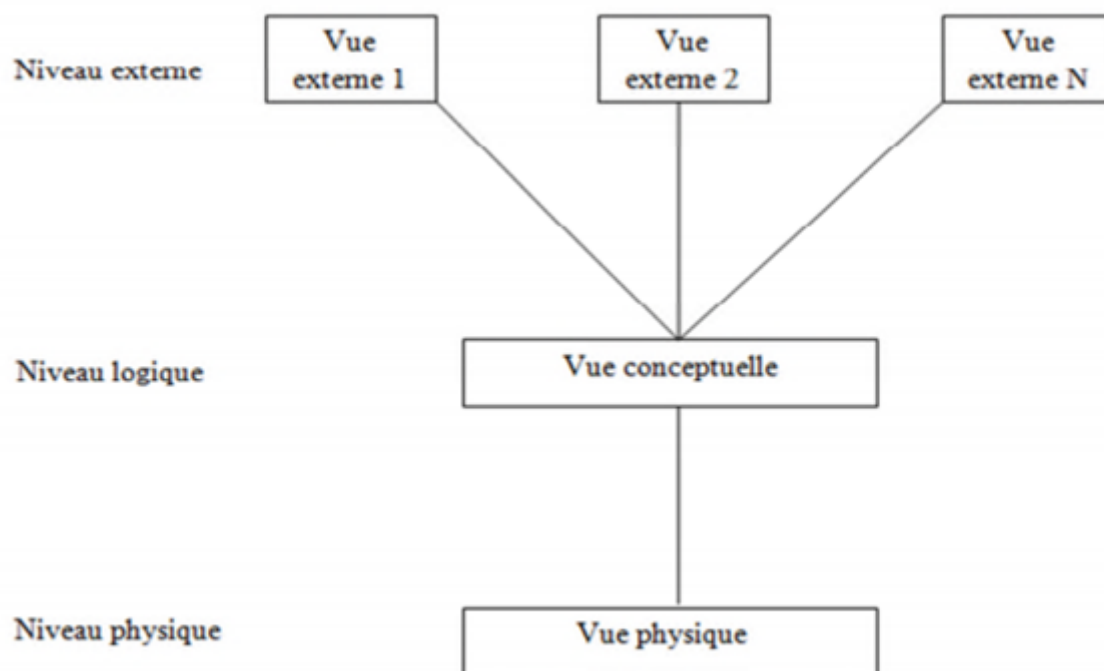 Vue
externe 1
Vue
externe 2
Vue
externe N
Niveau externe
Niveau logique
Vue conceptuelle
Niveau physique
Vue physique